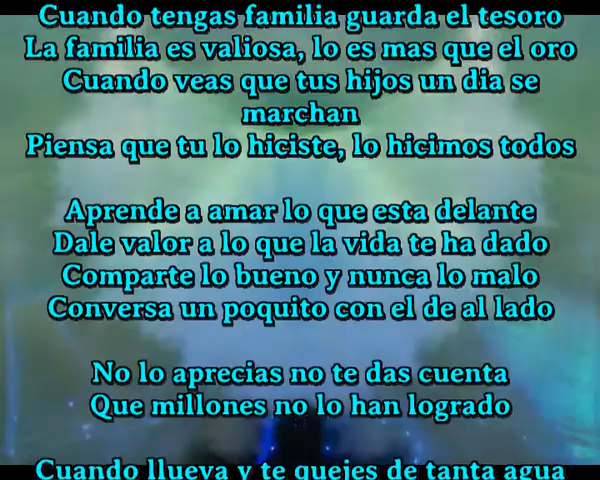 Cuando tengas familia guarda el tesoro
La familia es valiosa, lo es mas que el oro
Cuando veas que tus hijos un dia se
marchan
Piensa que tu lo hiciste, lo hicimos todos
Aprende a amar lo que esta delante
Dale valor a lo que la vida te ha dado
Comparte lo bueno y nunca lo malo
Conversa un poquito con el de al lado
No lo aprecias no te das cuenta
Que millones no lo han logrado
Cuando llueva y te quejes de tanta agua